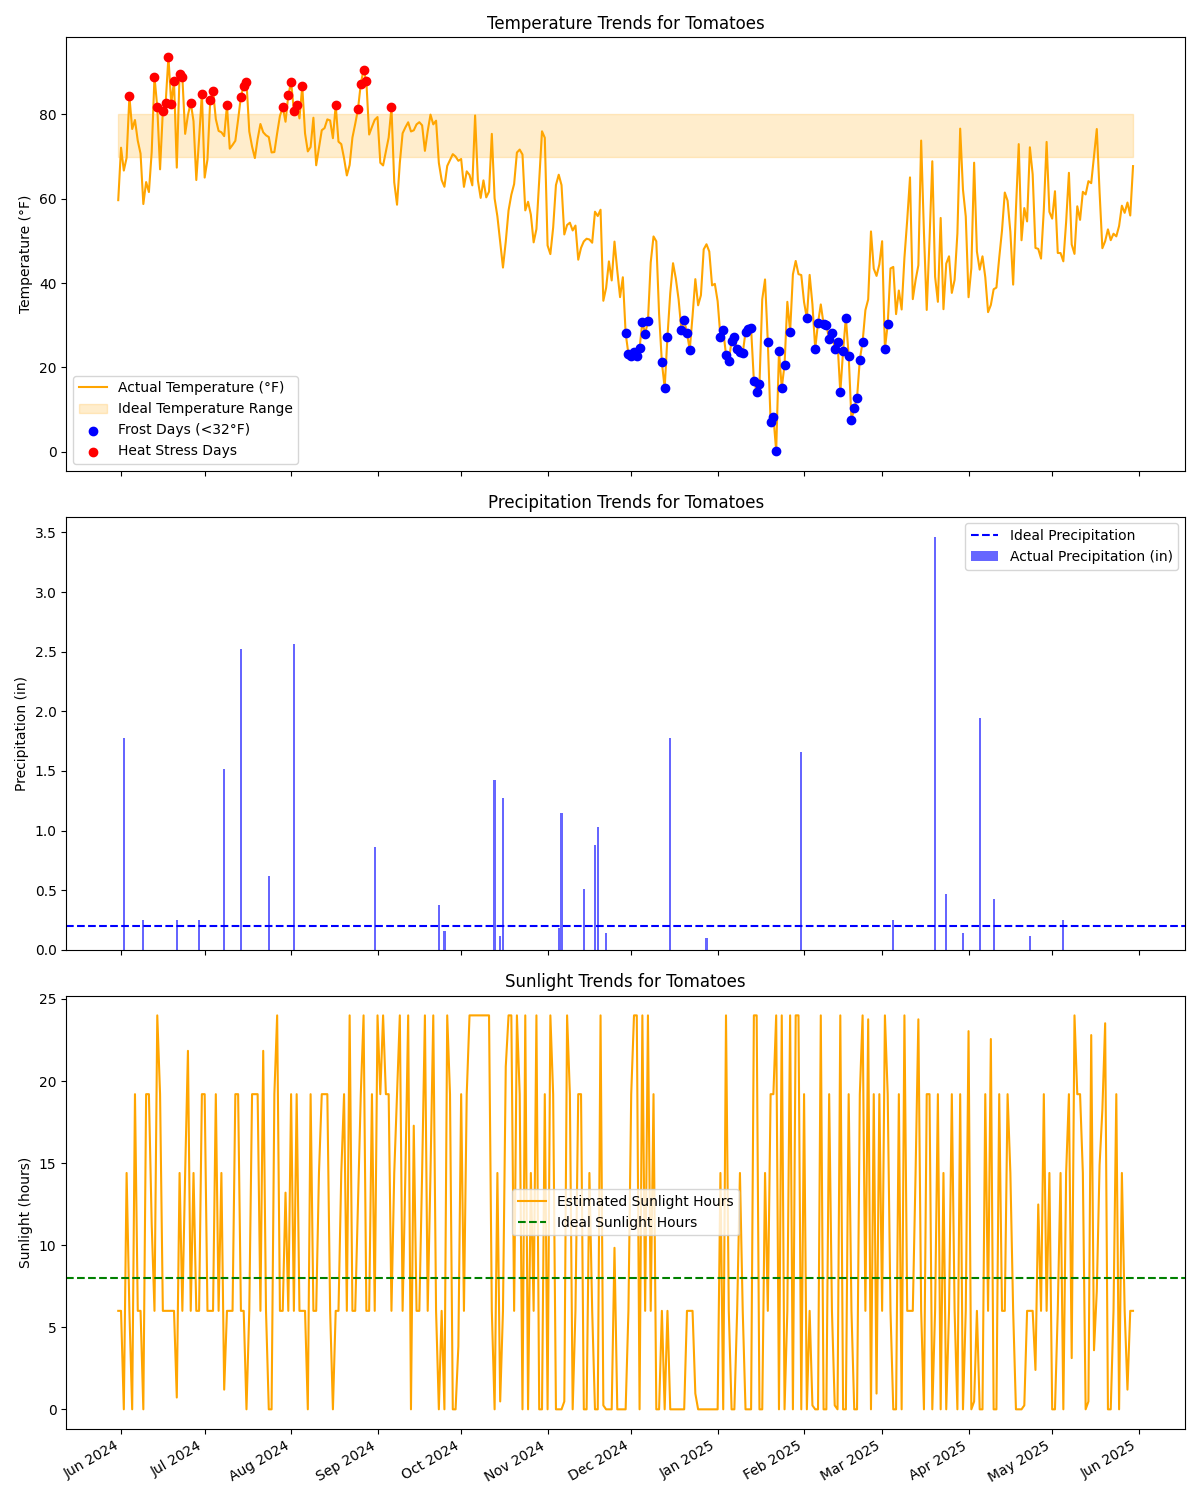 Temperature Trends for Tomatoes
80
60
40
20
0
Temperature (°F)
Actual Temperature (°F)
Ideal Temperature Range
Frost Days (<32°F)
Heat Stress Days
Precipitation Trends for Tomatoes
3.5
3.0
2.5
2.0
1.5
1.0
0.5
0.0
Precipitation (in)
Ideal Precipitation
Actual Precipitation (in)
Sunlight Trends for Tomatoes
25
20
15
10
5
0
Sunlight (hours)
Estimated Sunlight Hours
Ideal Sunlight Hours
Jun 2024
Jul 2024
Aug 2024
Sep 2024
Oct 2024
Nov 2024
Dec 2024
Jan 2025
Feb 2025
Mar 2025
Apr 2025
May 2025
Jun 2025